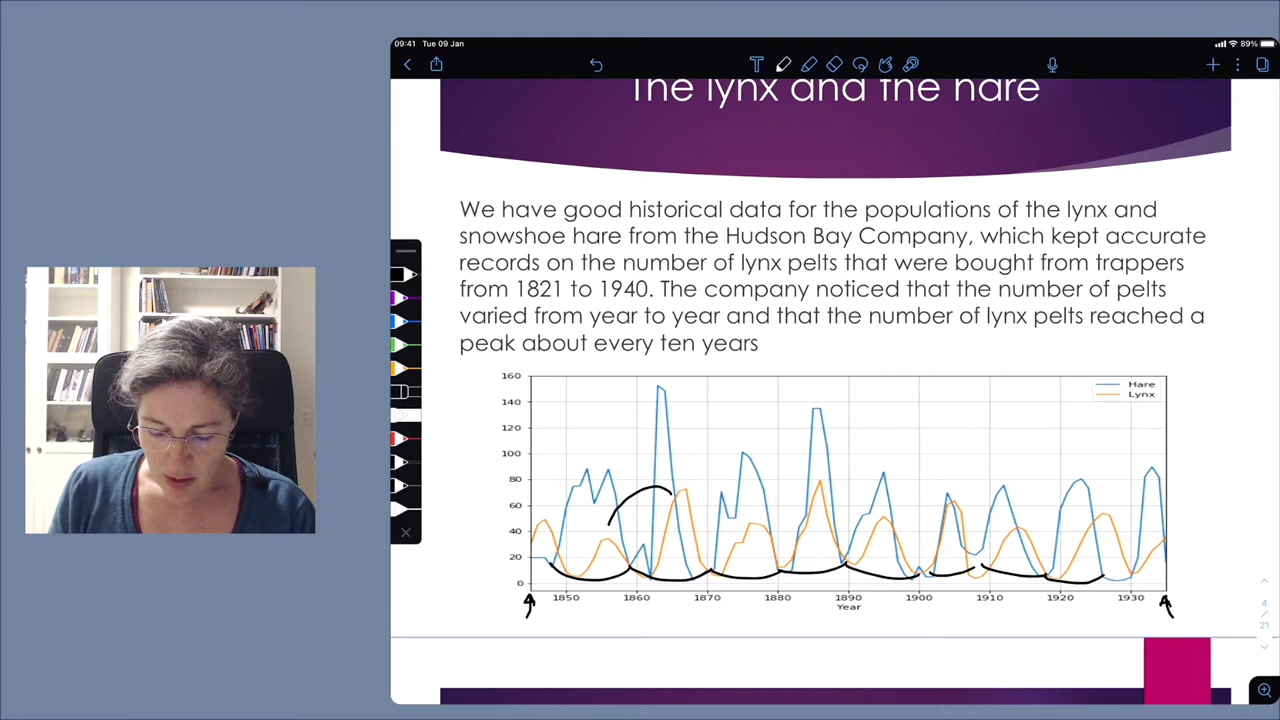 09:41 Tue 09 Jan 89%
The lynx and the hare
We have good historical data for the populations of the lynx and
snowshoe hare from the Hudson Bay Company, which kept accurate
records on the number of lynx pelts that were bought from trappers
from 1821 to 1940. The company noticed that the number of pelts
varied from year to year and that the number of lynx pelts reached a
peak about every ten years
160
140
120
100
80
60
40
20
0
Hare
Lynx
1850 1860 1870 1880 1890 1900 1910 1920 1930
Year
4
/
21